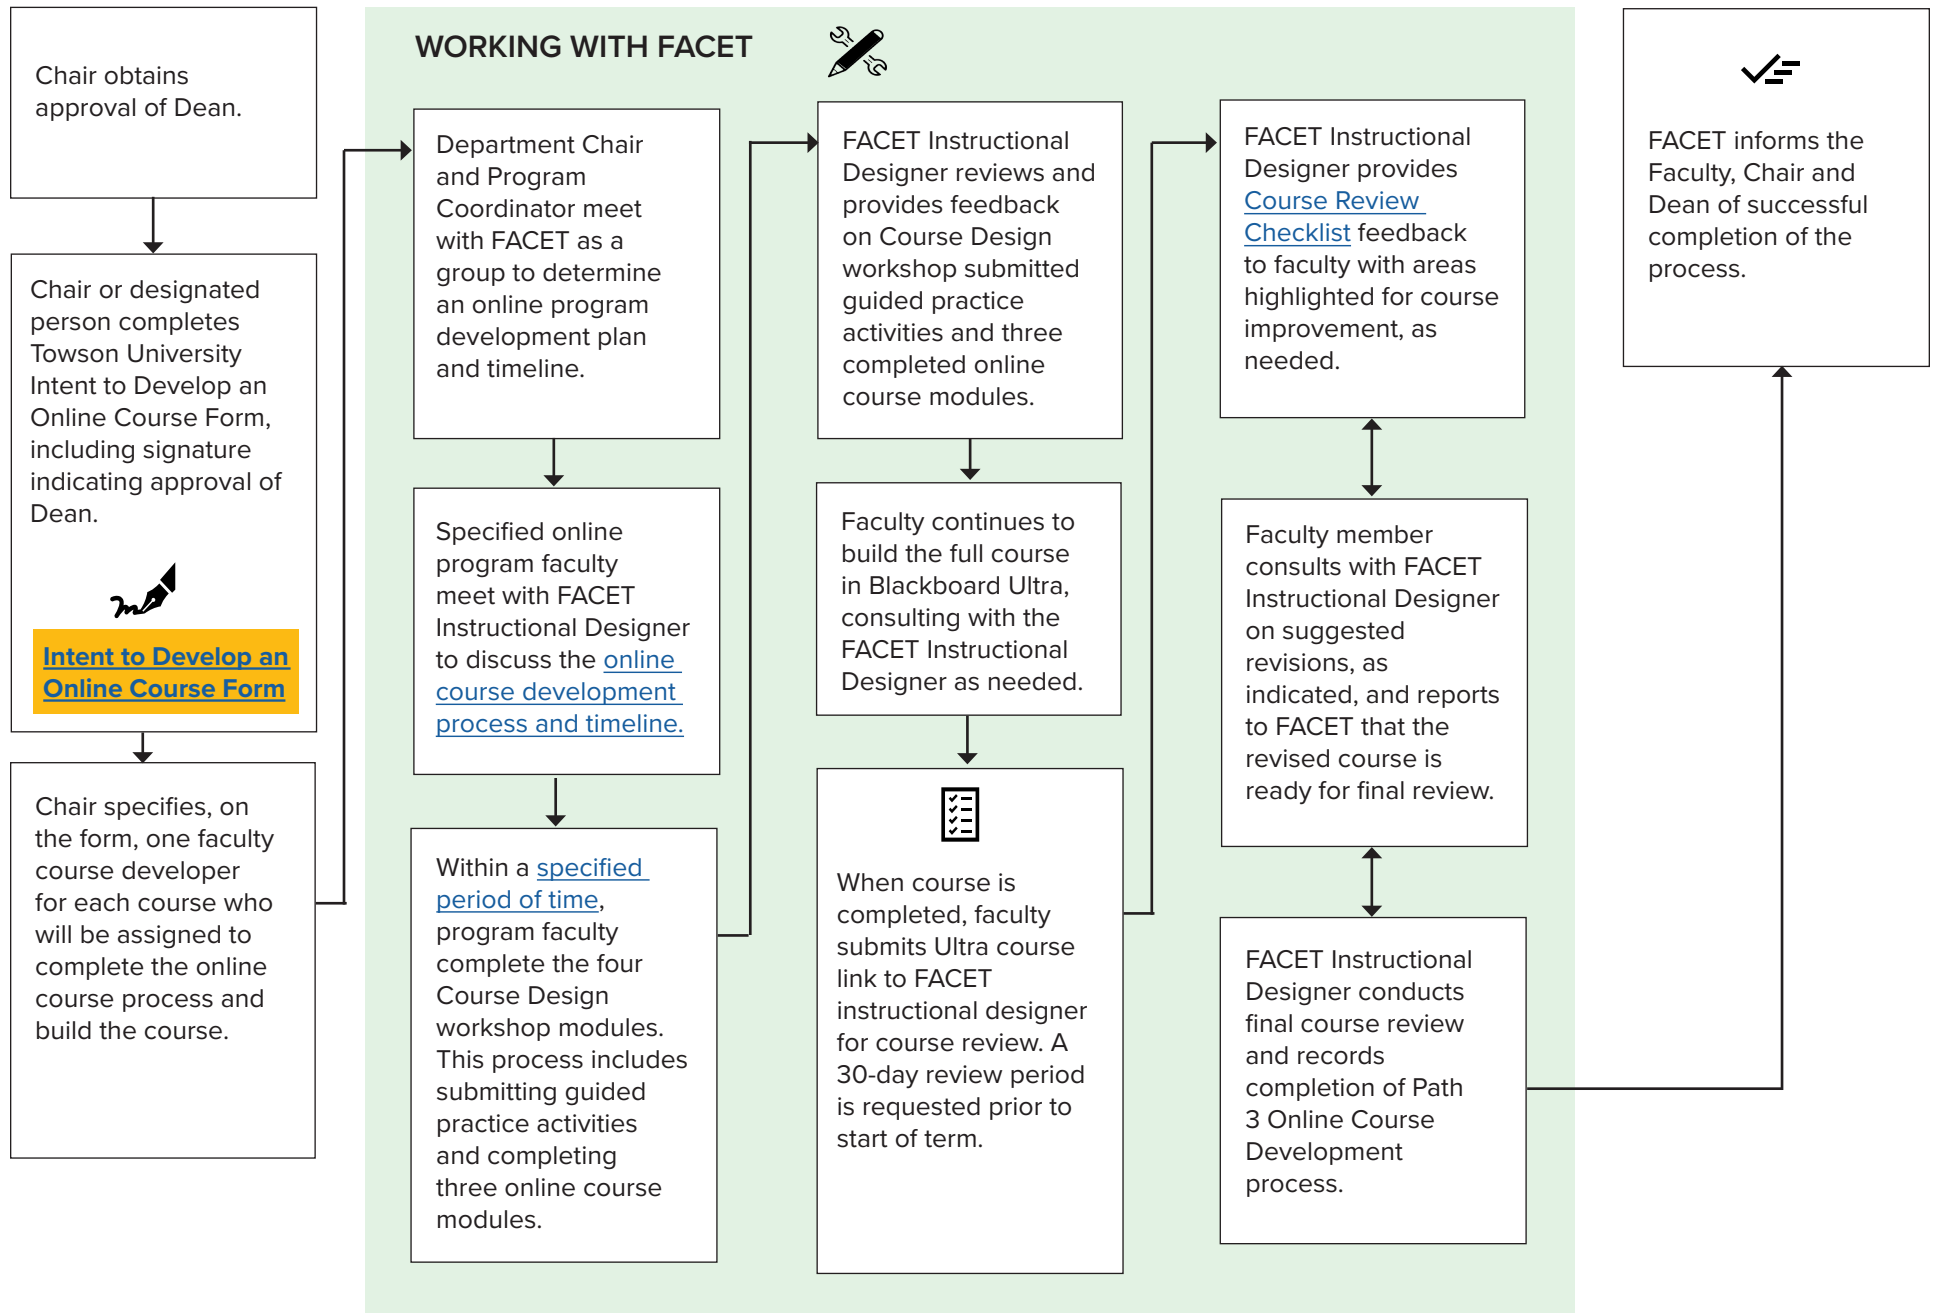 Chair obtains
approval of Dean.
Chair or designated
person completes
Towson University
Intent to Develop an
Online Course Form,
including signature
indicating approval of
Dean.
Intent to Develop an
Online Course Form
Chair specifies, on
the form, one faculty
course developer
for each course who
will be assigned to
complete the online
course process and
build the course.
WORKING WITH FACET
Department Chair
and Program
Coordinator meet
with FACET as a
group to determine
an online program
development plan
and timeline.
Specified online
program faculty
meet with FACET
Instructional Designer
to discuss the online
course development
process and timeline.
Within a specified
period of time,
program faculty
complete the four
Course Design
workshop modules.
This process includes
submitting guided
practice activities
and completing
three online course
modules.
FACET Instructional
Designer reviews and
provides feedback
on Course Design
workshop submitted
guided practice
activities and three
completed online
course modules.
Faculty continues to
build the full course
in Blackboard Ultra,
consulting with the
FACET Instructional
Designer as needed.
When course is
completed, faculty
submits Ultra course
link to FACET
instructional designer
for course review. A
30-day review period
is requested prior to
start of term.
FACET Instructional
Designer provides
Course Review
Checklist feedback
to faculty with areas
highlighted for course
improvement, as
needed.
Faculty member
consults with FACET
Instructional Designer
on suggested
revisions, as
indicated, and reports
to FACET that the
revised course is
ready for final review.
FACET Instructional
Designer conducts
final course review
and records
completion of Path
3 Online Course
Development
process.
FACET informs the
Faculty, Chair and
Dean of successful
completion of the
process.